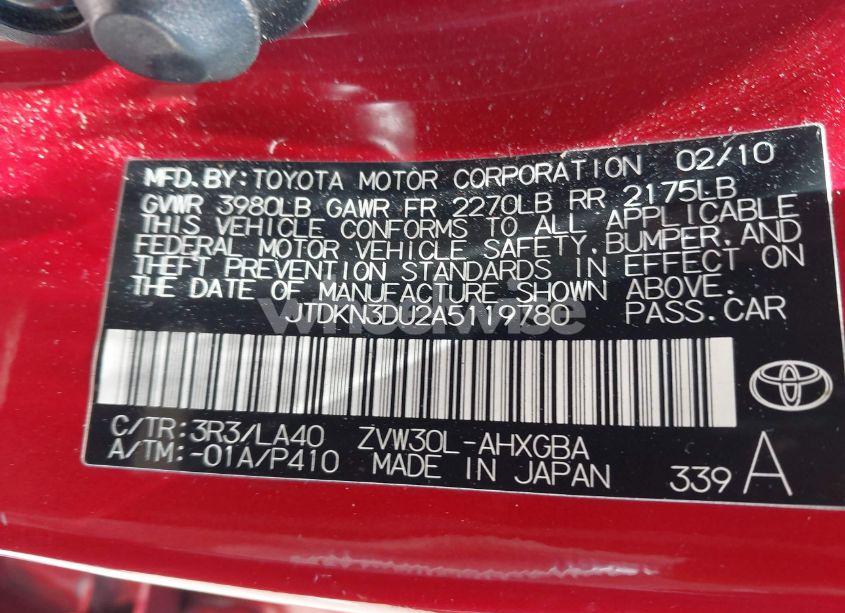 MFD.BY:TOYOTA MOTOR CORPORATION 02/10
GVWR 3980LB GAWR FR 2270LB RR 2175LB
THIS VEHICLE CONFORMS TO ALL APPLICABLE
FEDERAL MOTOR VEHICLE SAFETY,BUMPER,AND
THEFT PREVENTION STANDARDS IN EFFECT ON
THE DATE OF MANUFACTURE SHOWN ABOVE.
JTDKN3DU2A5119780 PASS.CAR
C/TR:3R3/LA40 ZVW30L-AHXGBA
A/TM:-01A/P410 MADE IN JAPAN 339 A